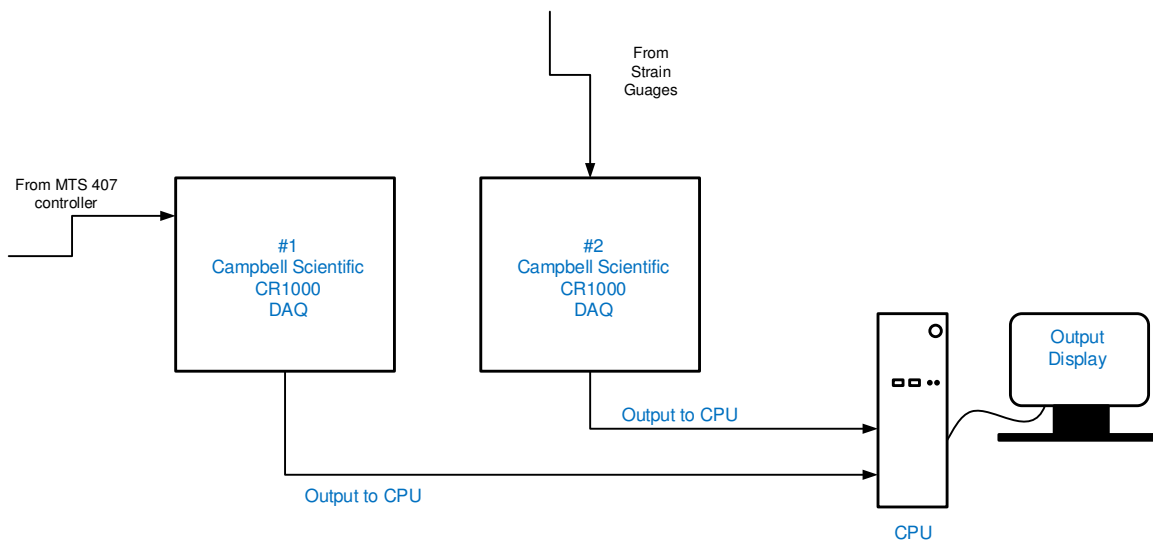 From
Strain
Guages
From MTS 407
controller
#1
Campbell Scientific
CR1000
DAQ
#2
Campbell Scientific
CR1000
DAQ
Output
Display
Output to CPU
Output to CPU
CPU